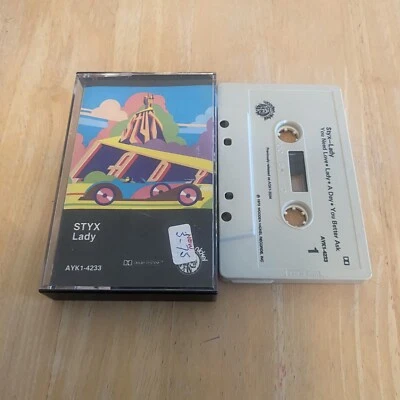 STYX
Lady
AYK1-4233
NOW!
3.75
Styx—Lady
You Need Love • Lady • A Day • You Better Ask
AYK1-4233
1